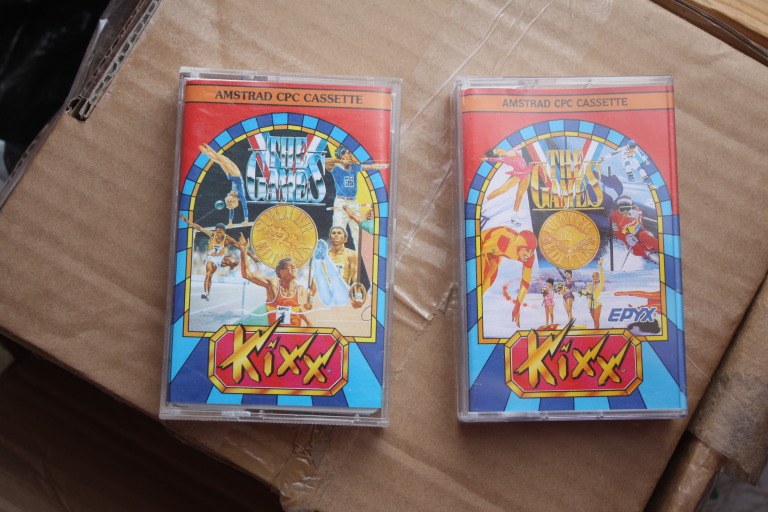 AMSTRAD CPC CASSETTE
THE
GAMES
Kixx
AMSTRAD CPC CASSETTE
THE
GAMES
EPYX
Kixx